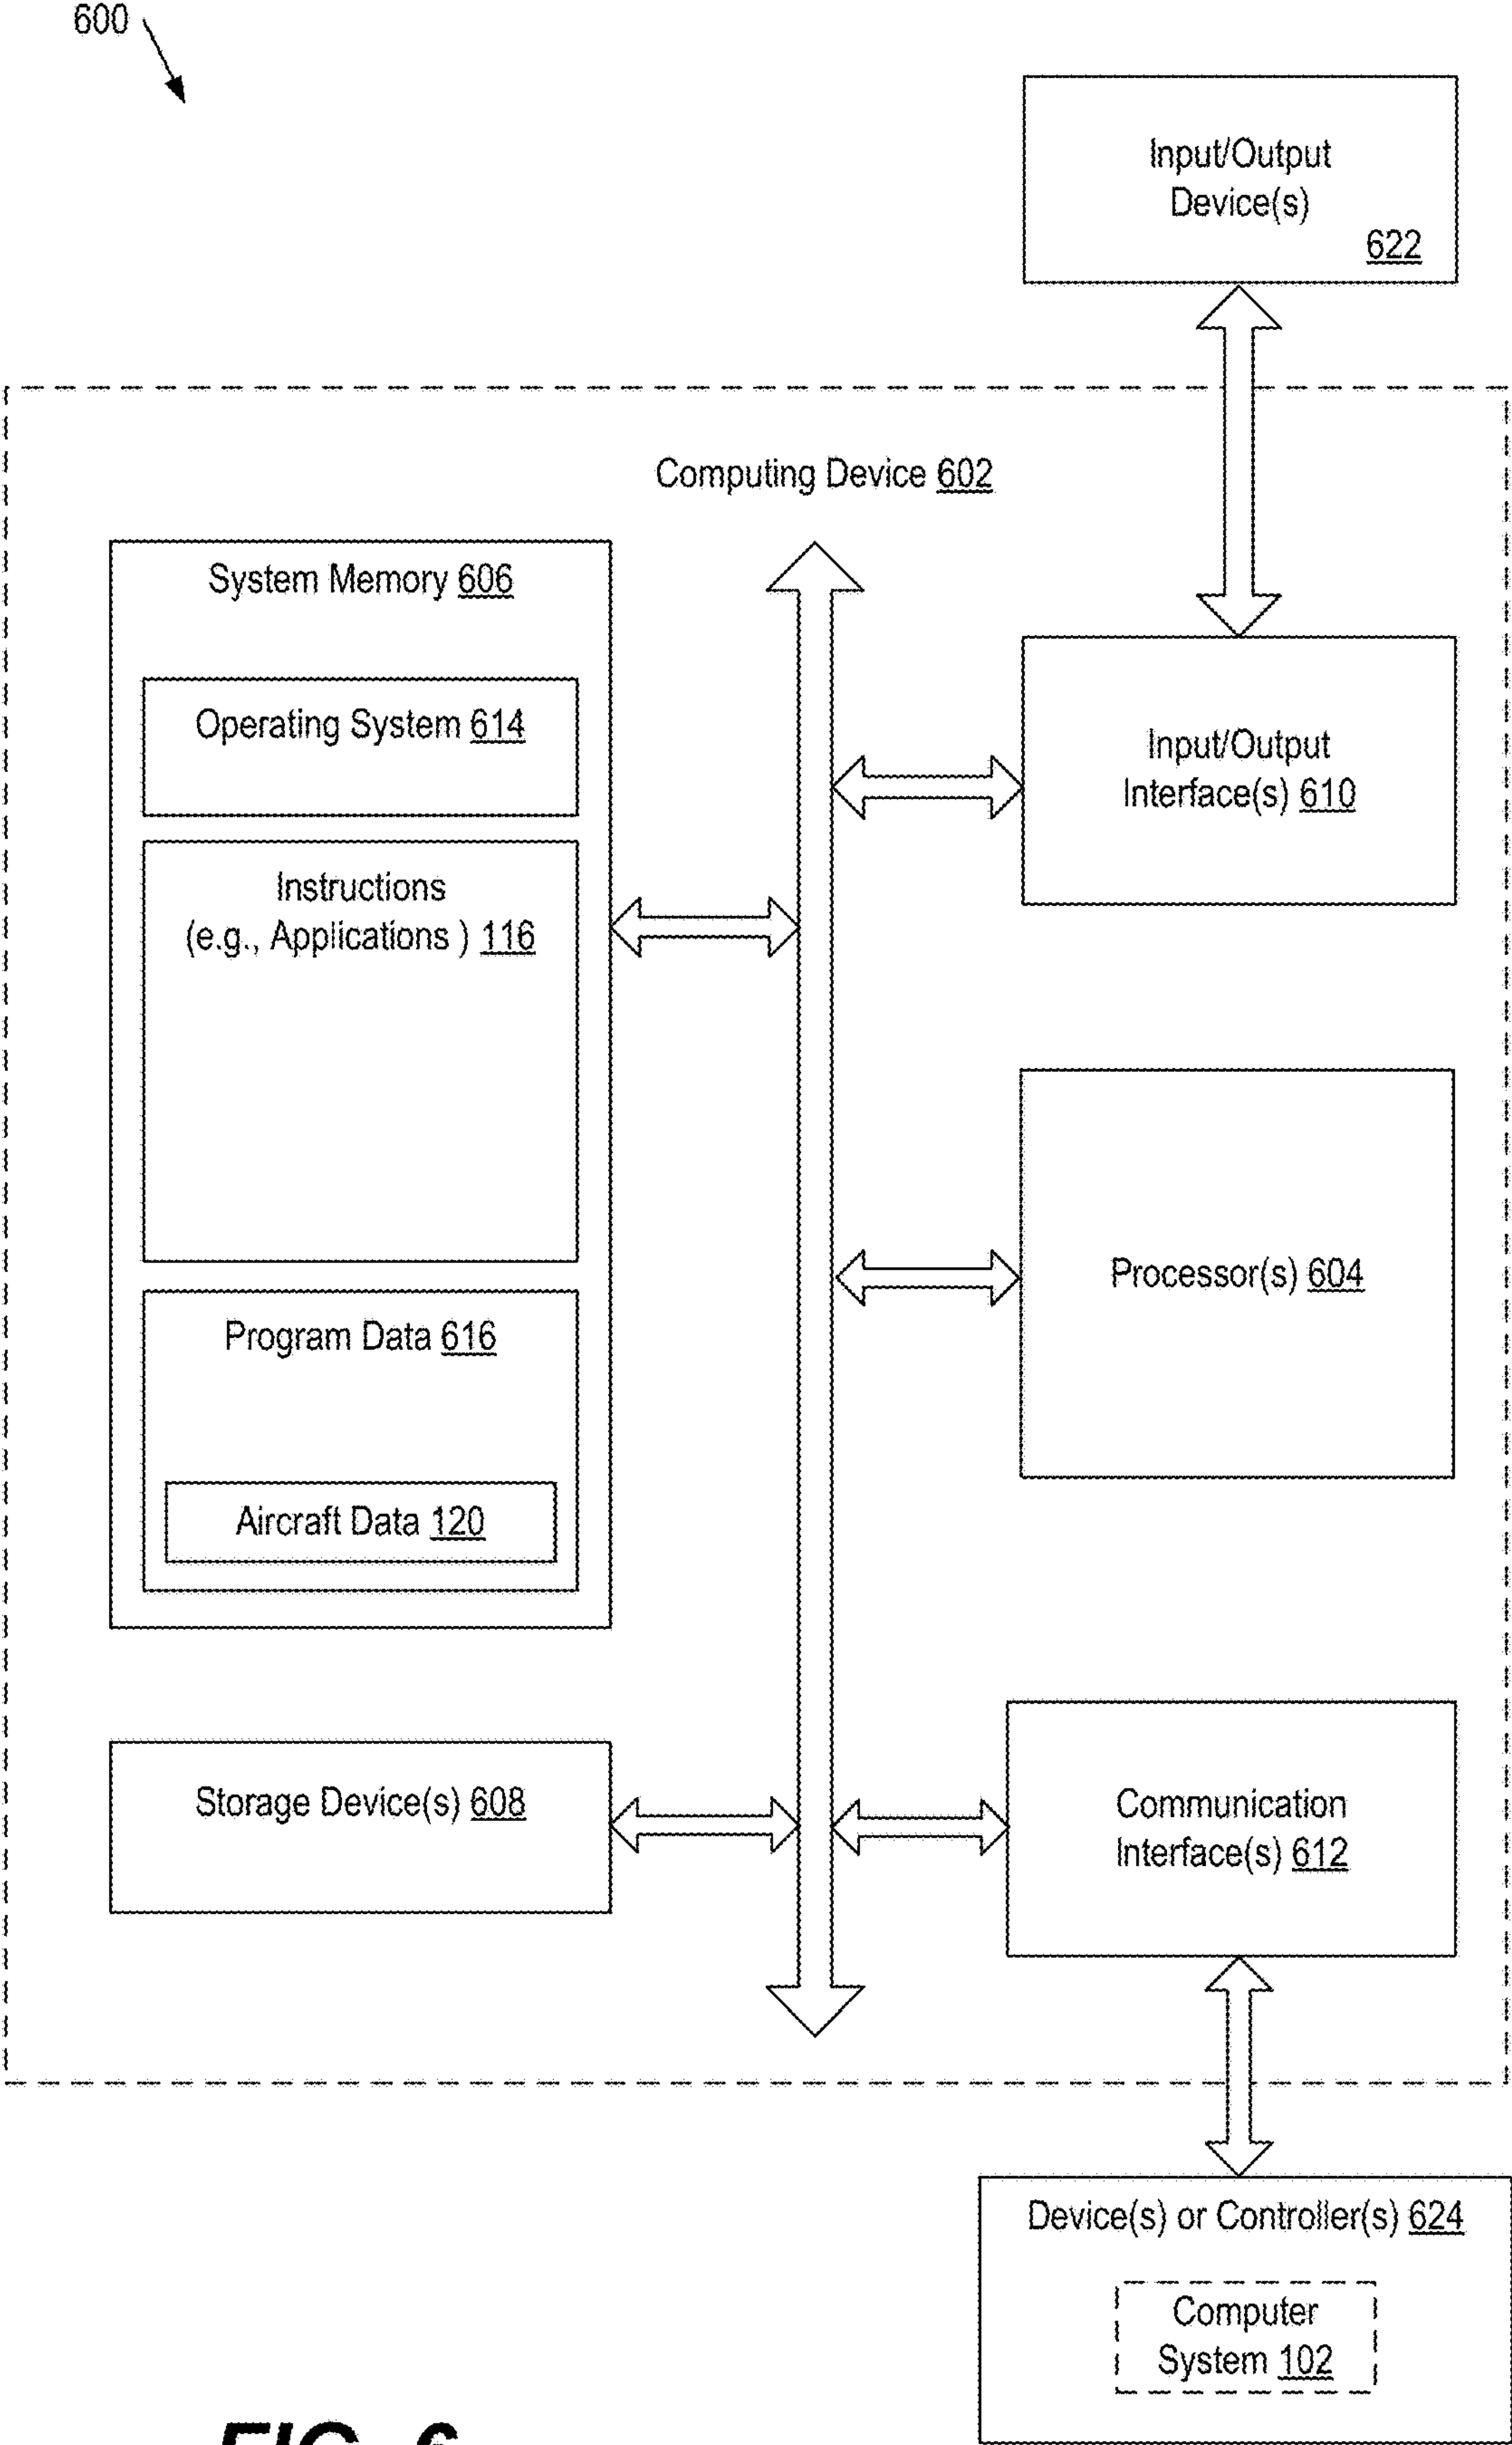 600
Input/Output
Device(s)
622
Computing Device 602
System Memory 606
Operating System 614
Instructions
(e.g., Applications ) 116
Program Data 616
Aircraft Data 120
Storage Device(s) 608
Input/Output
Interface(s) 610
Processor(s) 604
Communication
Interface(s) 612
Device(s) or Controller(s) 624
Computer
System 102
FIG. 6